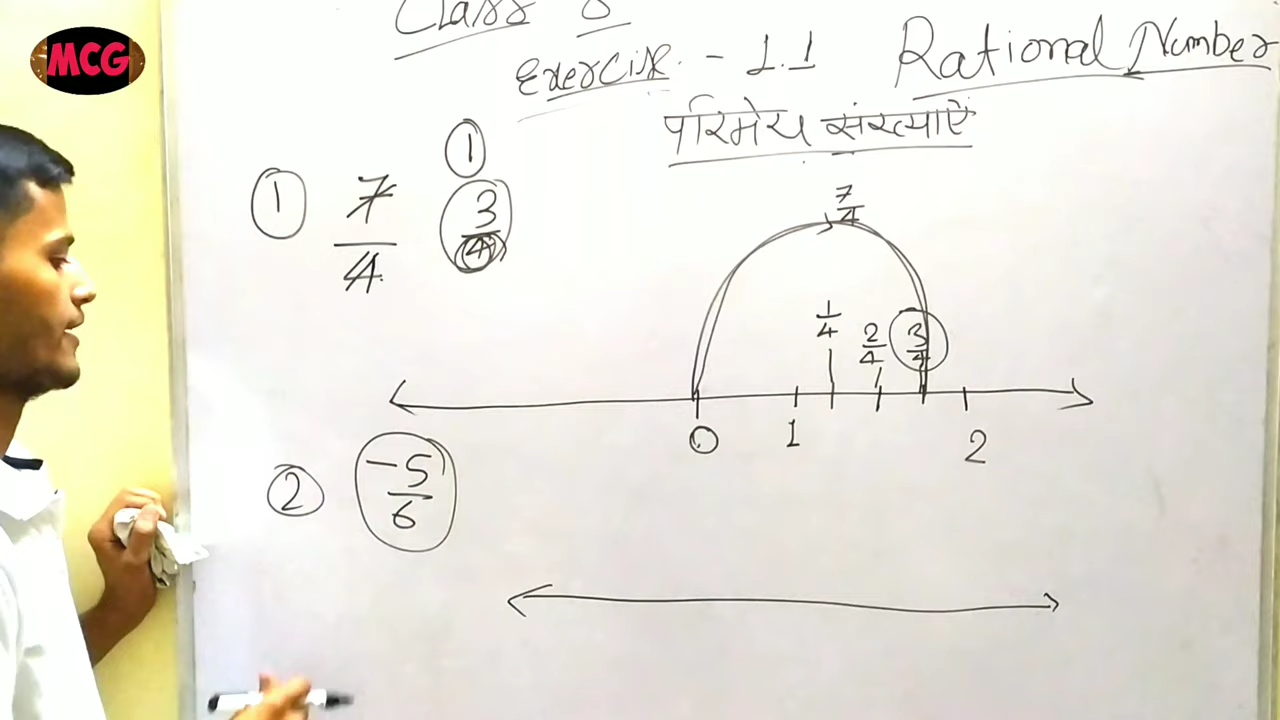 MCG
Class 8
Exercise - 1.1 Rational Number
परिमेय संख्याएँ
① 7/4 ① 3/4
7/4
1/4 2/4 3/4
0 1 2
② -5/6